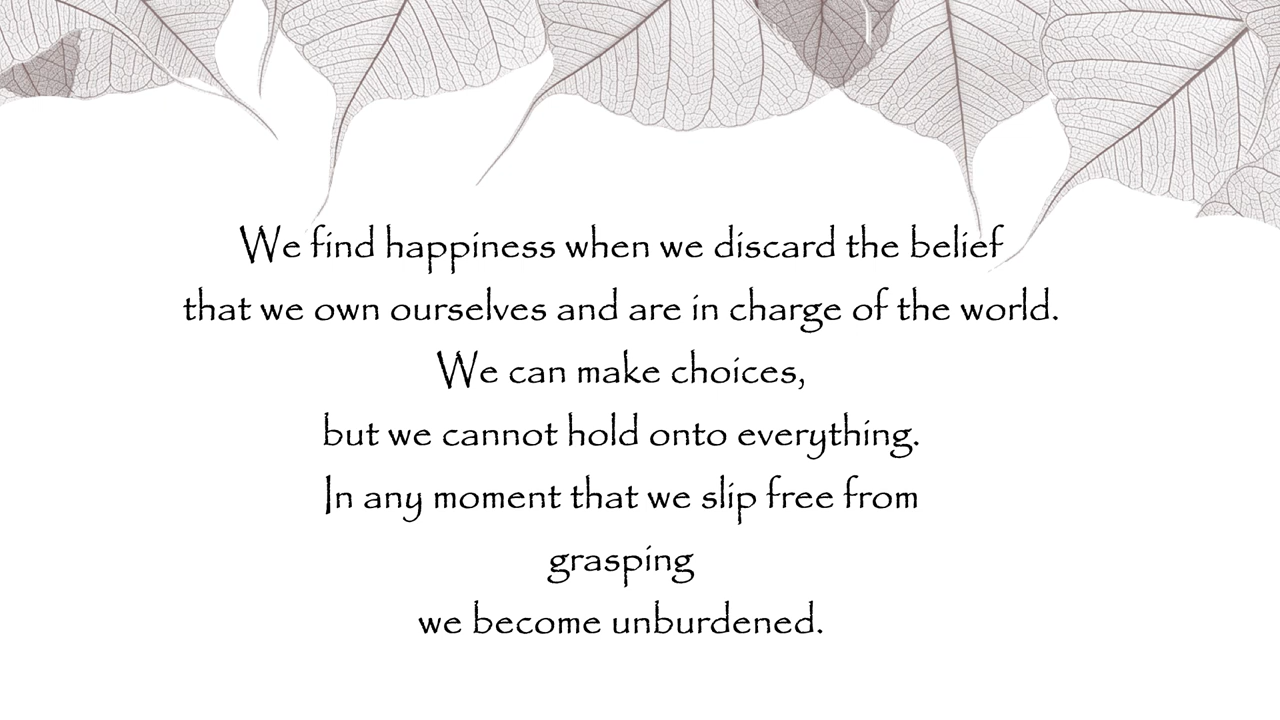 We find happiness when we discard the belief
that we own ourselves and are in charge of the world.
We can make choices,
but we cannot hold onto everything.
In any moment that we slip free from
grasping
we become unburdened.